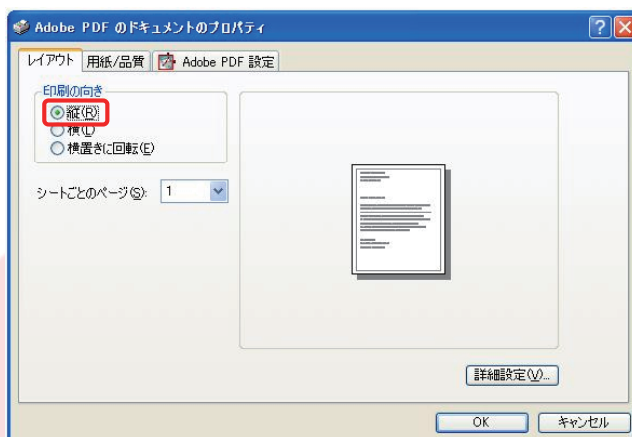 Adobe PDF のドキュメントのプロパティ
レイアウト 用紙/品質 Adobe PDF 設定
印刷の向き
縦(R)
横(L)
横置きに回転(E)
シートごとのページ(S): 1
詳細設定(V)...
OK キャンセル